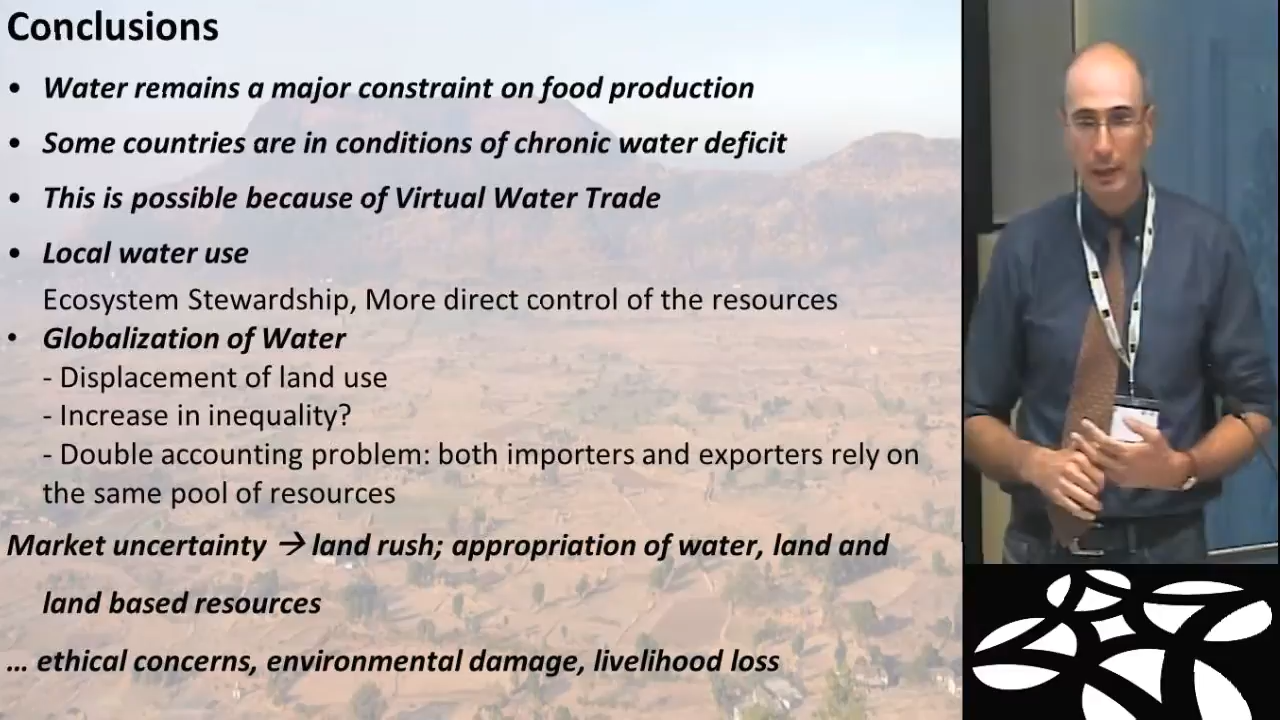 Conclusions
• Water remains a major constraint on food production
• Some countries are in conditions of chronic water deficit
• This is possible because of Virtual Water Trade
• Local water use
Ecosystem Stewardship, More direct control of the resources
• Globalization of Water
- Displacement of land use
- Increase in inequality?
- Double accounting problem: both importers and exporters rely on
the same pool of resources
Market uncertainty → land rush; appropriation of water, land and
land based resources
... ethical concerns, environmental damage, livelihood loss